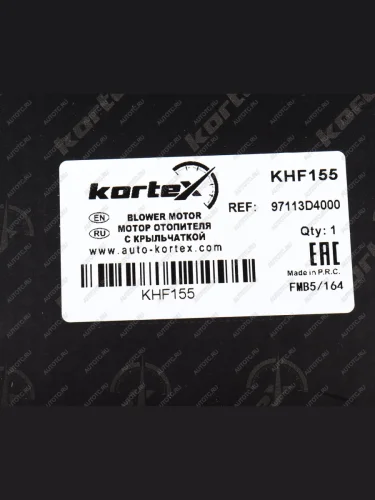 kortex
KHF155
REF: 97113D4000
EN
BLOWER MOTOR
RU
МОТОР ОТОПИТЕЛЯ
С КРЫЛЬЧАТКОЙ
www.auto-kortex.com
Qty: 1
EAC
Made in P.R.C.
FMB5/164
KHF155